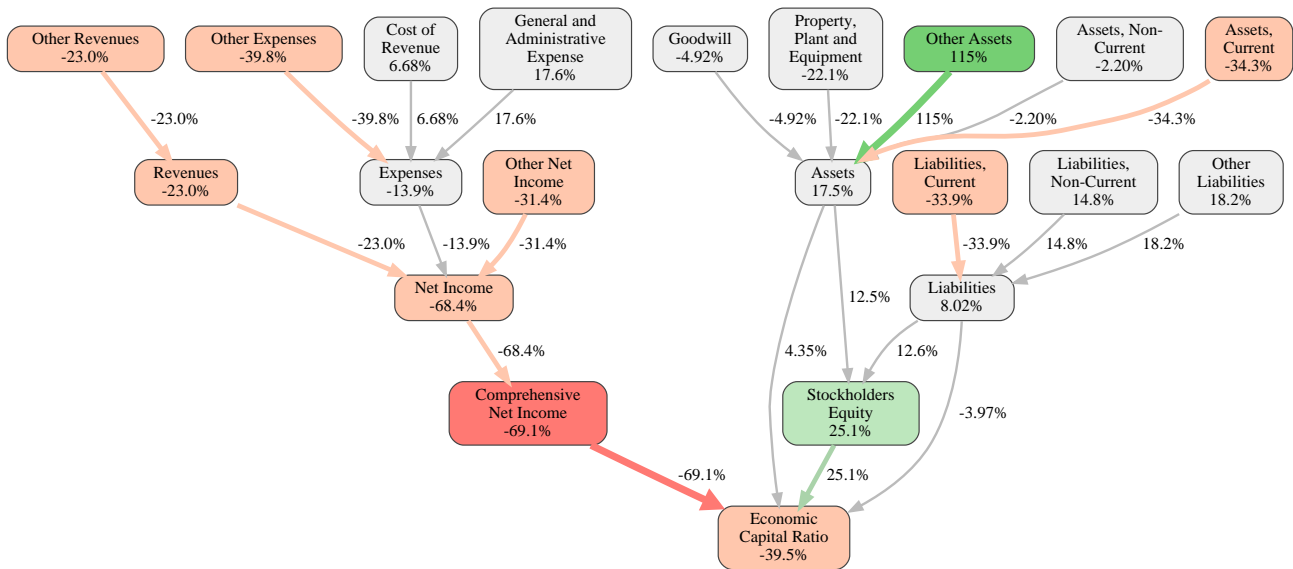 Other Revenues
-23.0%
Other Expenses
-39.8%
Cost of
Revenue
6.68%
General and
Administrative
Expense
17.6%
Goodwill
-4.92%
Property,
Plant and
Equipment
-22.1%
Other Assets
115%
Assets, Non-
Current
-2.20%
Assets,
Current
-34.3%
-23.0%
-39.8%
6.68%
17.6%
-4.92%
-22.1%
115%
-2.20%
-34.3%
Revenues
-23.0%
Expenses
-13.9%
Other Net
Income
-31.4%
Assets
17.5%
Liabilities,
Current
-33.9%
Liabilities,
Non-Current
14.8%
Other
Liabilities
18.2%
-23.0%
-13.9%
-31.4%
-33.9%
14.8%
18.2%
Net Income
-68.4%
12.5%
Liabilities
8.02%
-68.4%
4.35%
12.6%
Comprehensive
Net Income
-69.1%
Stockholders
Equity
25.1%
-3.97%
-69.1%
25.1%
Economic
Capital Ratio
-39.5%